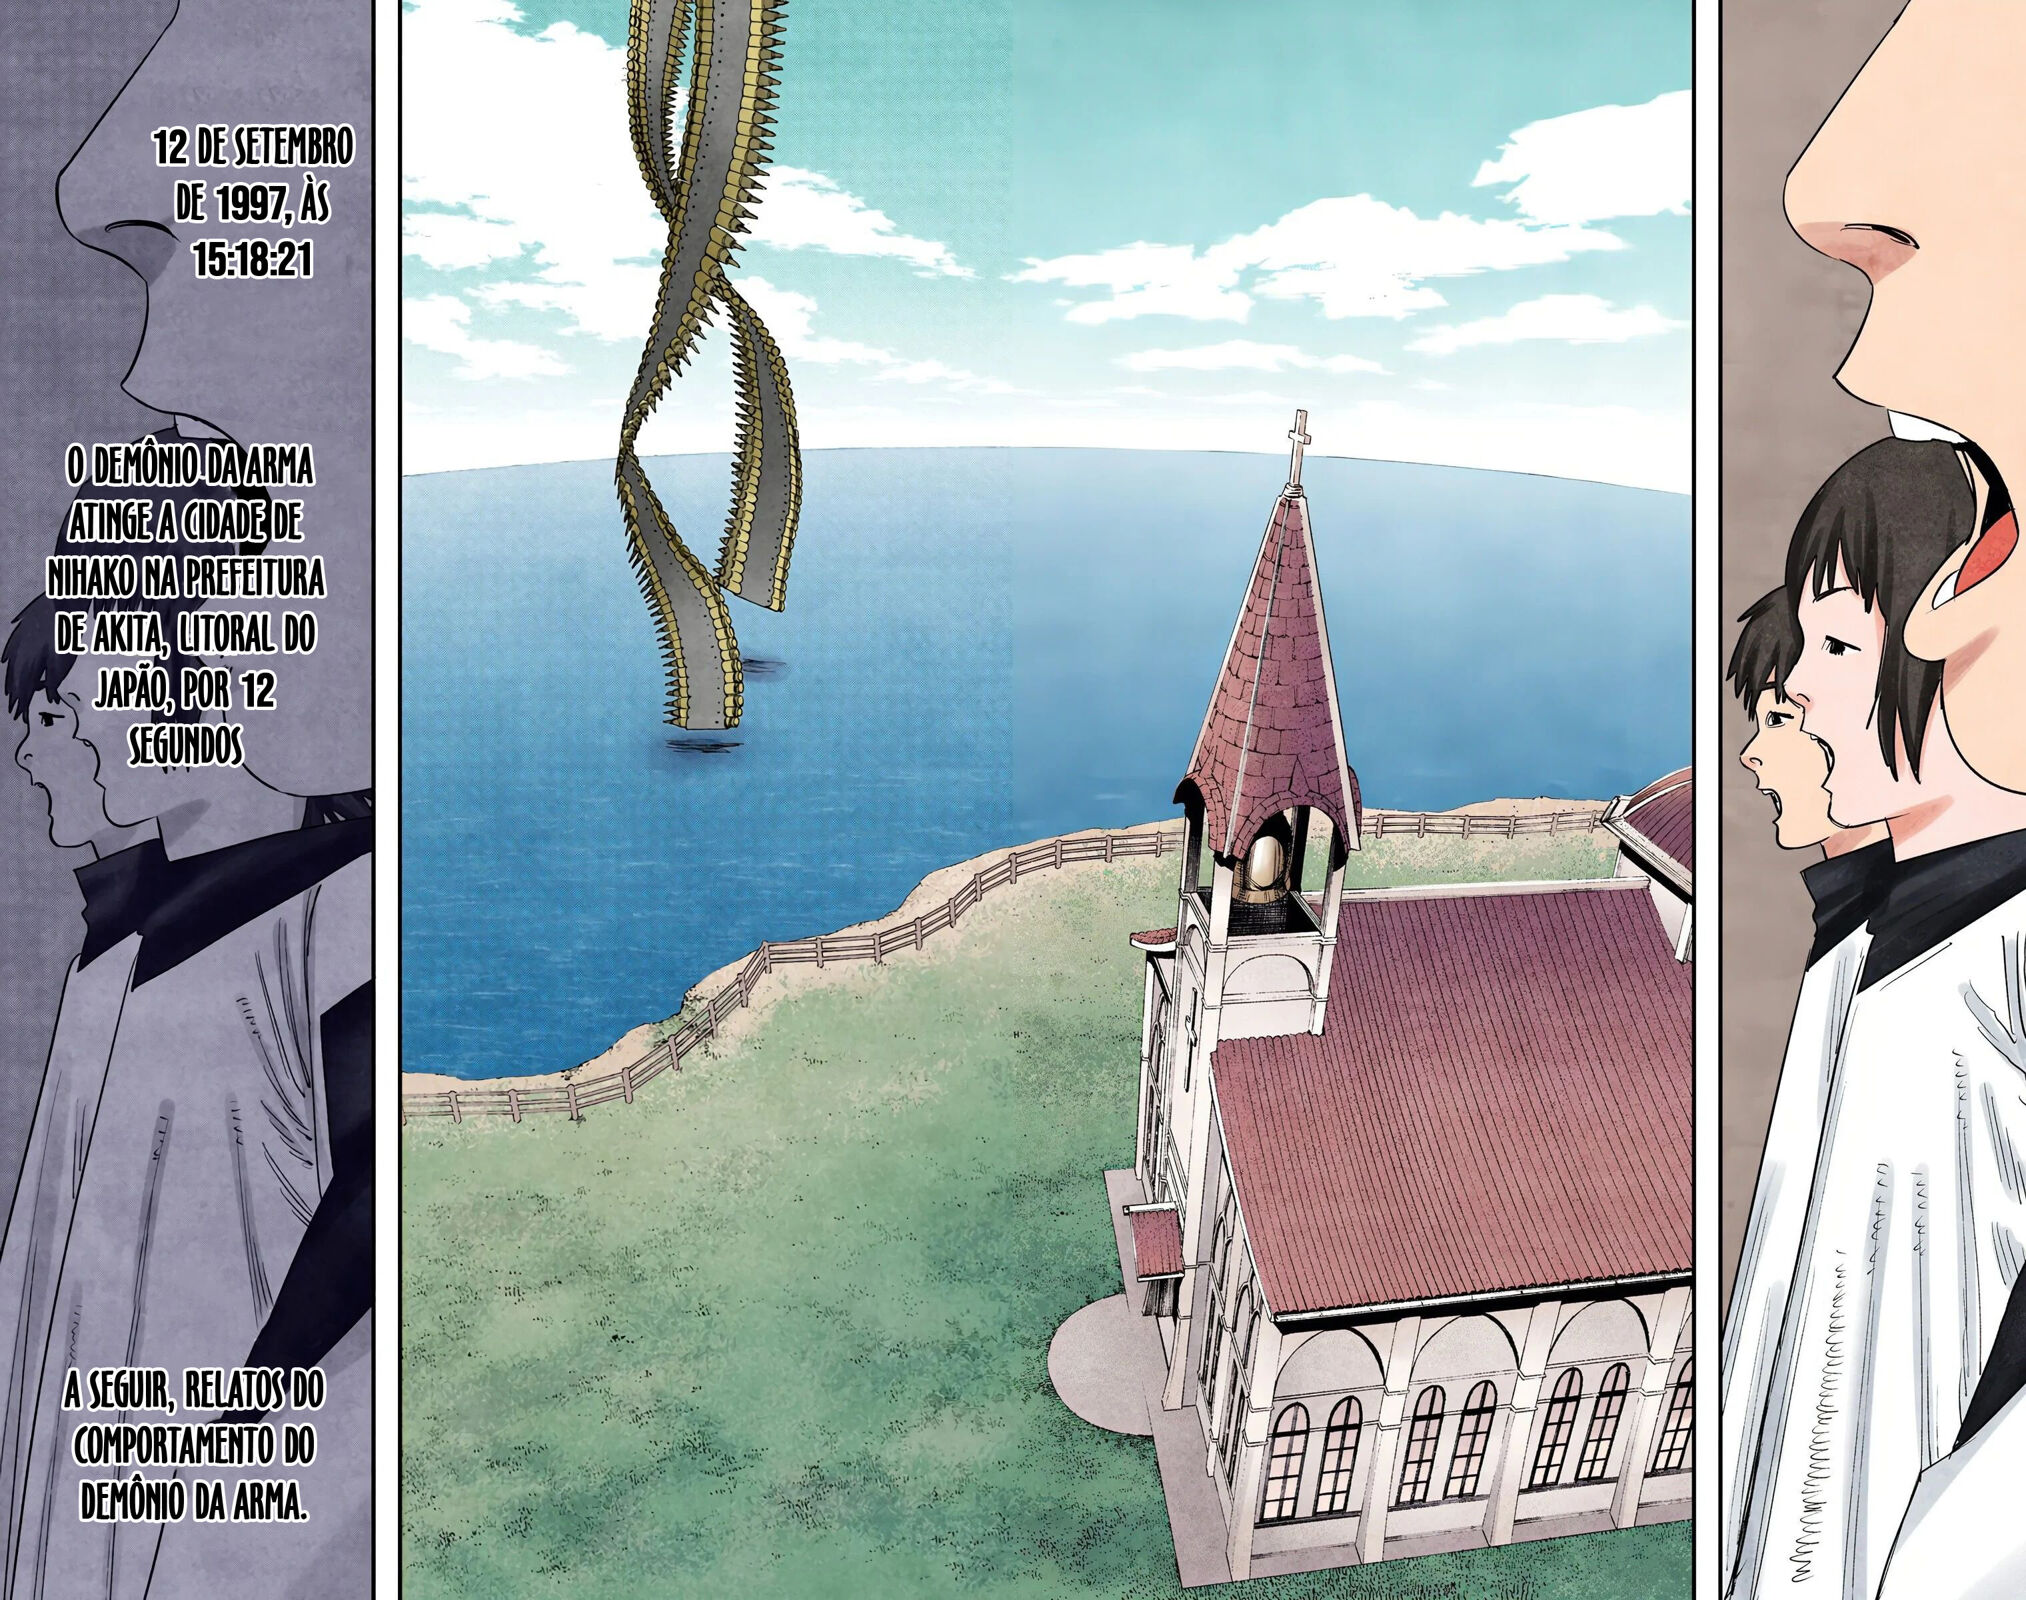 12 DE SETEMBRO
DE 1997, ÀS
15:18:21
O DEMÔNIO DA ARMA
ATINGE A CIDADE DE
NIHAKO NA PREFEITURA
DE AKITA, LITORAL DO
JAPÃO, POR 12
SEGUNDOS
A SEGUIR, RELATOS DO
COMPORTAMENTO DO
DEMÔNIO DA ARMA.